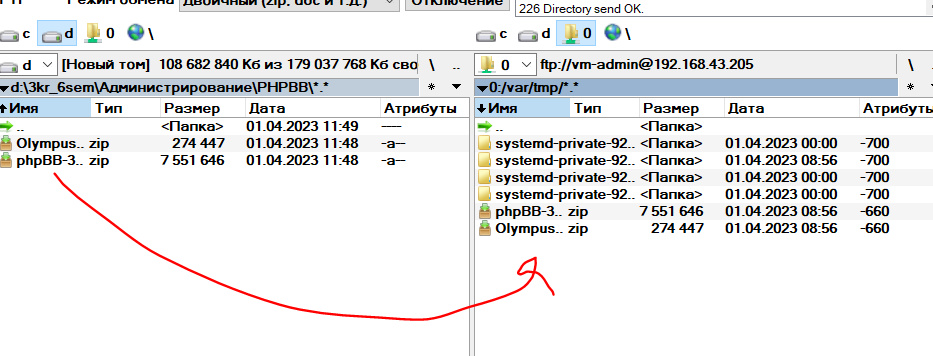 Режим обмена Двоичный (zip, doc и т.д.) Отключение
226 Directory send OK.
c d 0 \
c d 0 \
d [Новый том] 108 682 840 Кб из 179 037 768 Кб сво \ ..
0 ftp://vm-admin@192.168.43.205 \
d:\3kr_6sem\Администрирование\PHPBB\*.* *
0:/var/tmp/*.* *
Имя Тип Размер Дата Атрибуты
.. <Папка> 01.04.2023 11:49 ----
Olympus.. zip 274 447 01.04.2023 11:48 -a--
phpBB-3.. zip 7 551 646 01.04.2023 11:48 -a--
Имя Тип Размер Дата Атрибуты
.. <Папка>
systemd-private-92.. <Папка> 01.04.2023 00:00 -700
systemd-private-92.. <Папка> 01.04.2023 08:56 -700
systemd-private-92.. <Папка> 01.04.2023 00:00 -700
systemd-private-92.. <Папка> 01.04.2023 00:00 -700
phpBB-3.. zip 7 551 646 01.04.2023 08:56 -660
Olympus.. zip 274 447 01.04.2023 08:56 -660